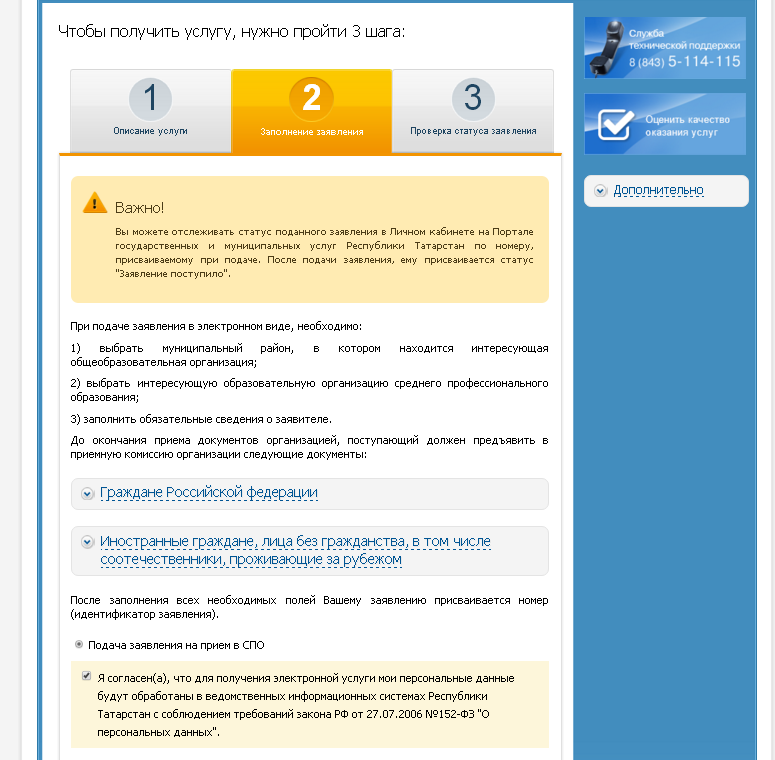 Чтобы получить услугу, нужно пройти 3 шага:
1
Описание услуги
2
Заполнение заявления
3
Проверка статуса заявления
Важно!
Вы можете отслеживать статус поданного заявления в Личном кабинете на Портале
государственных и муниципальных услуг Республики Татарстан по номеру,
присваиваемому при подаче. После подачи заявления, ему присваивается статус
"Заявление поступило".
При подаче заявления в электронном виде, необходимо:
1) выбрать муниципальный район, в котором находится интересующая
общеобразовательная организация;
2) выбрать интересующую образовательную организацию среднего профессионального
образования;
3) заполнить обязательные сведения о заявителе.
До окончания приема документов организацией, поступающий должен предъявить в
приемную комиссию организации следующие документы:
Граждане Российской федерации
Иностранные граждане, лица без гражданства, в том числе
соотечественники, проживающие за рубежом
После заполнения всех необходимых полей Вашему заявлению присваивается номер
(идентификатор заявления).
Подача заявления на прием в СПО
Я согласен(а), что для получения электронной услуги мои персональные данные
будут обработаны в ведомственных информационных системах Республики
Татарстан с соблюдением требований закона РФ от 27.07.2006 №152-ФЗ "О
персональных данных".
Служба
технической поддержки
8 (843) 5-114-115
Оценить качество
оказания услуг
Дополнительно